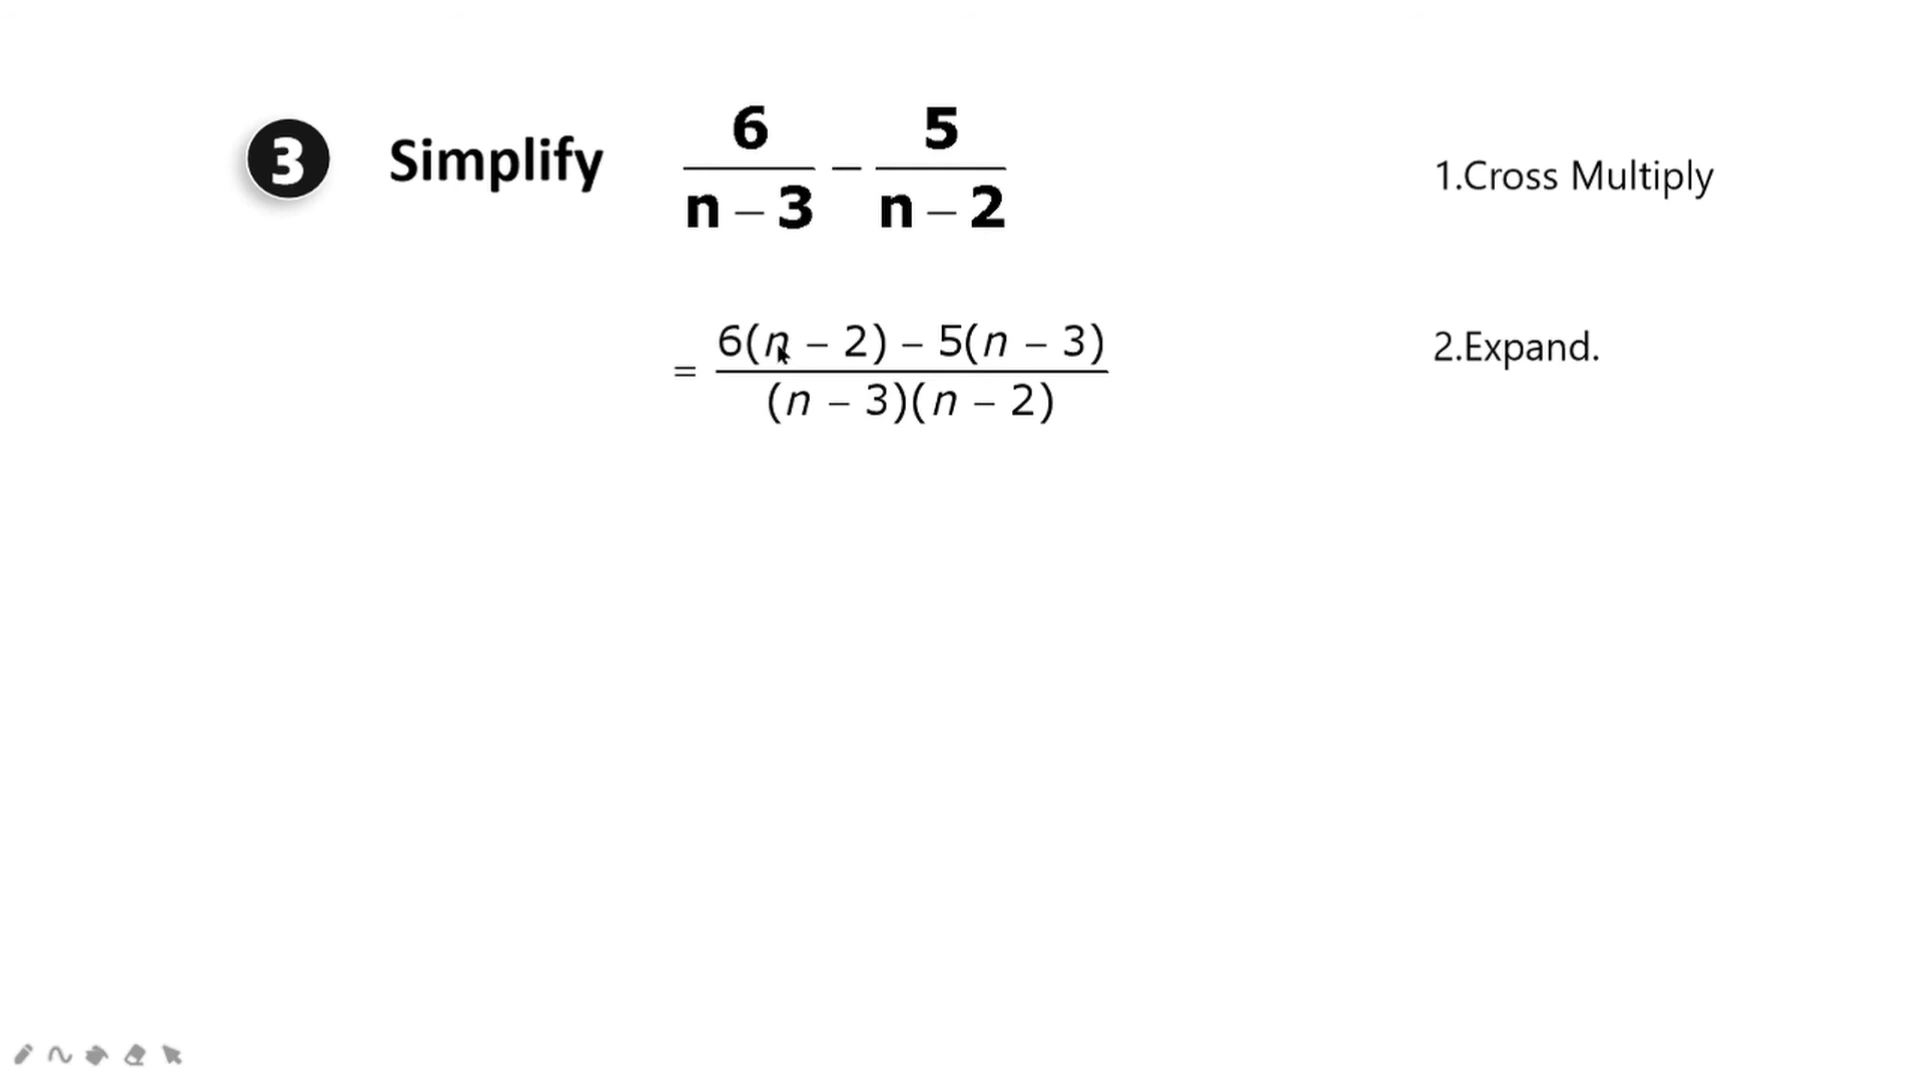 3 Simplify 6/(n – 3) – 5/(n – 2)
1.Cross Multiply
= (6(n – 2) – 5(n – 3))/((n – 3)(n – 2))
2.Expand.